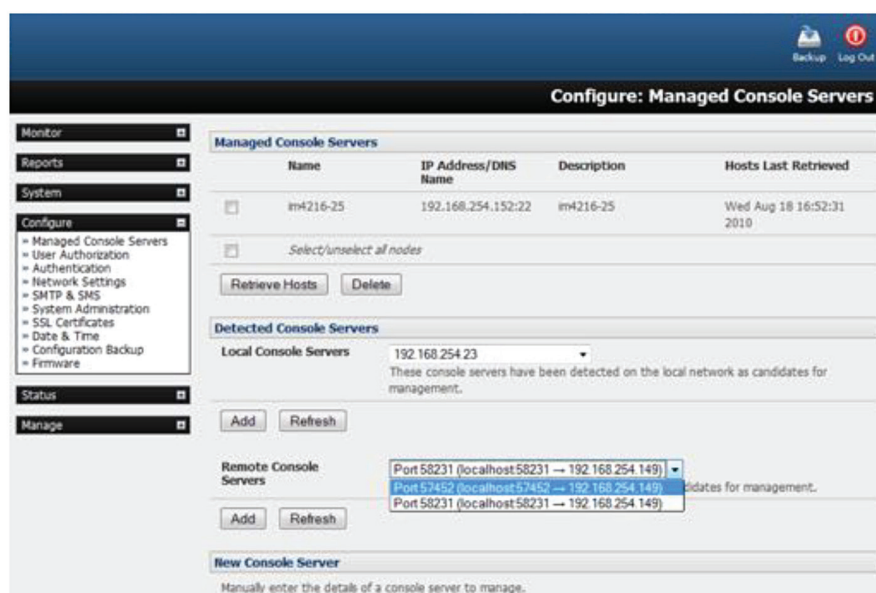 Backup Log Out
Configure: Managed Console Servers
Monitor
Reports
System
Configure
» Managed Console Servers
» User Authorization
» Authentication
» Network Settings
» SMTP & SMS
» System Administration
» SSL Certificates
» Date & Time
» Configuration Backup
» Firmware
Status
Manage
Managed Console Servers
Name IP Address/DNS Name Description Hosts Last Retrieved
im4216-25 192.168.254.152:22 im4216-25 Wed Aug 18 16:52:31 2010
Select/unselect all nodes
Retrieve Hosts Delete
Detected Console Servers
Local Console Servers 192.168.254.23
These console servers have been detected on the local network as candidates for
management.
Add Refresh
Remote Console Servers Port 58231 (localhost:58231 → 192.168.254.149)
Port 57452 (localhost:57452 → 192.168.254.149) didates for management.
Port 58231 (localhost:58231 → 192.168.254.149)
Add Refresh
New Console Server
Manually enter the details of a console server to manage.